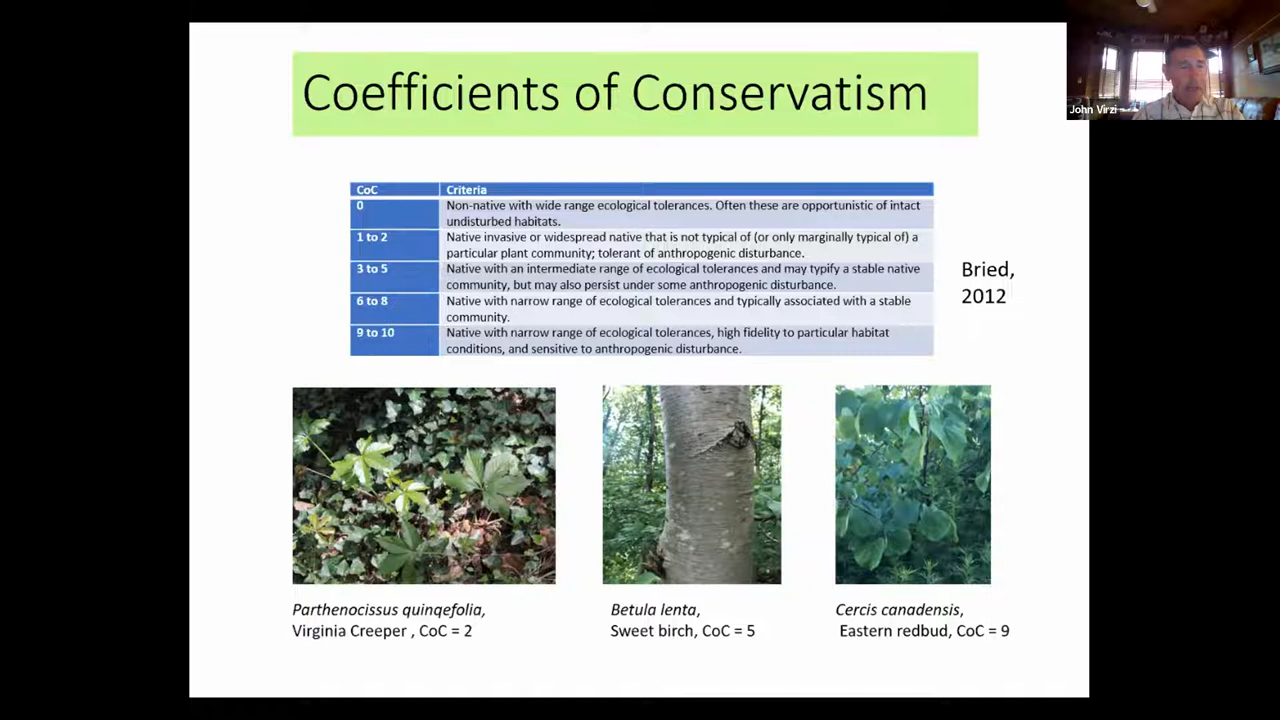 Coefficients of Conservatism
John Virzi
CoC Criteria
0 Non-native with wide range ecological tolerances. Often these are opportunistic of intact
undisturbed habitats.
1 to 2 Native invasive or widespread native that is not typical of (or only marginally typical of) a
particular plant community; tolerant of anthropogenic disturbance.
3 to 5 Native with an intermediate range of ecological tolerances and may typify a stable native
community, but may also persist under some anthropogenic disturbance.
6 to 8 Native with narrow range of ecological tolerances and typically associated with a stable
community.
9 to 10 Native with narrow range of ecological tolerances, high fidelity to particular habitat
conditions, and sensitive to anthropogenic disturbance.
Bried,
2012
Parthenocissus quinqefolia,
Virginia Creeper , CoC = 2
Betula lenta,
Sweet birch, CoC = 5
Cercis canadensis,
Eastern redbud, CoC = 9